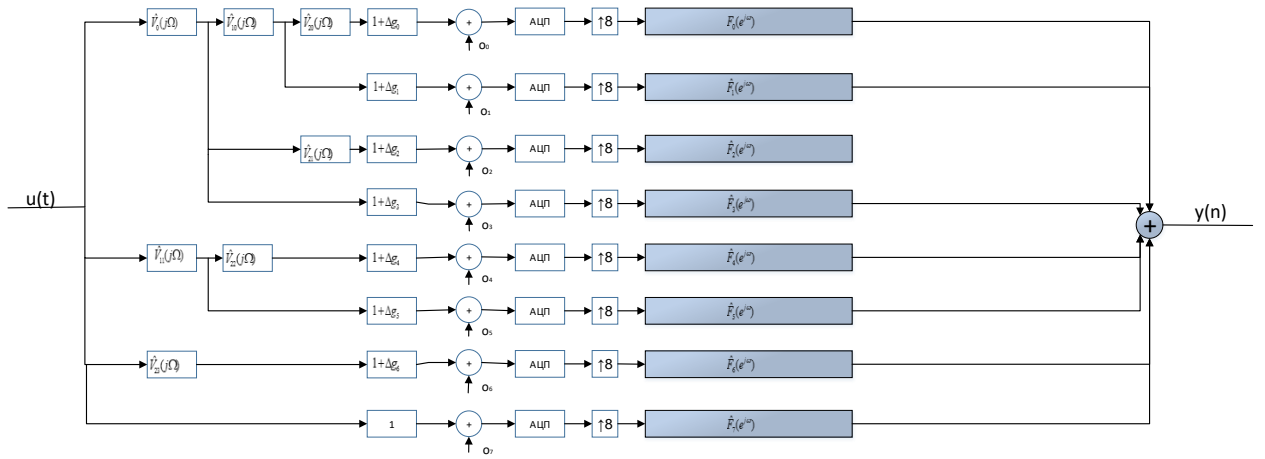 V̂₀(jΩ) V̂₁₀(jΩ) V̂₂₀(jΩ) 1+Δg₀ + АЦП ↑8 F₀(e^{jω})
o₀
1+Δg₁ + АЦП ↑8 F̂₁(e^{jω})
o₁
V̂₂₁(jΩ) 1+Δg₂ + АЦП ↑8 F̂₂(e^{jω})
o₂
u(t) 1+Δg₃ + АЦП ↑8 F̂₃(e^{jω}) + y(n)
o₃
V̂₁₁(jΩ) V̂₂₂(jΩ) 1+Δg₄ + АЦП ↑8 F̂₄(e^{jω})
o₄
1+Δg₅ + АЦП ↑8 F̂₅(e^{jω})
o₅
V̂₂₃(jΩ) 1+Δg₆ + АЦП ↑8 F̂₆(e^{jω})
o₆
1 + АЦП ↑8 F̂₇(e^{jω})
o₇